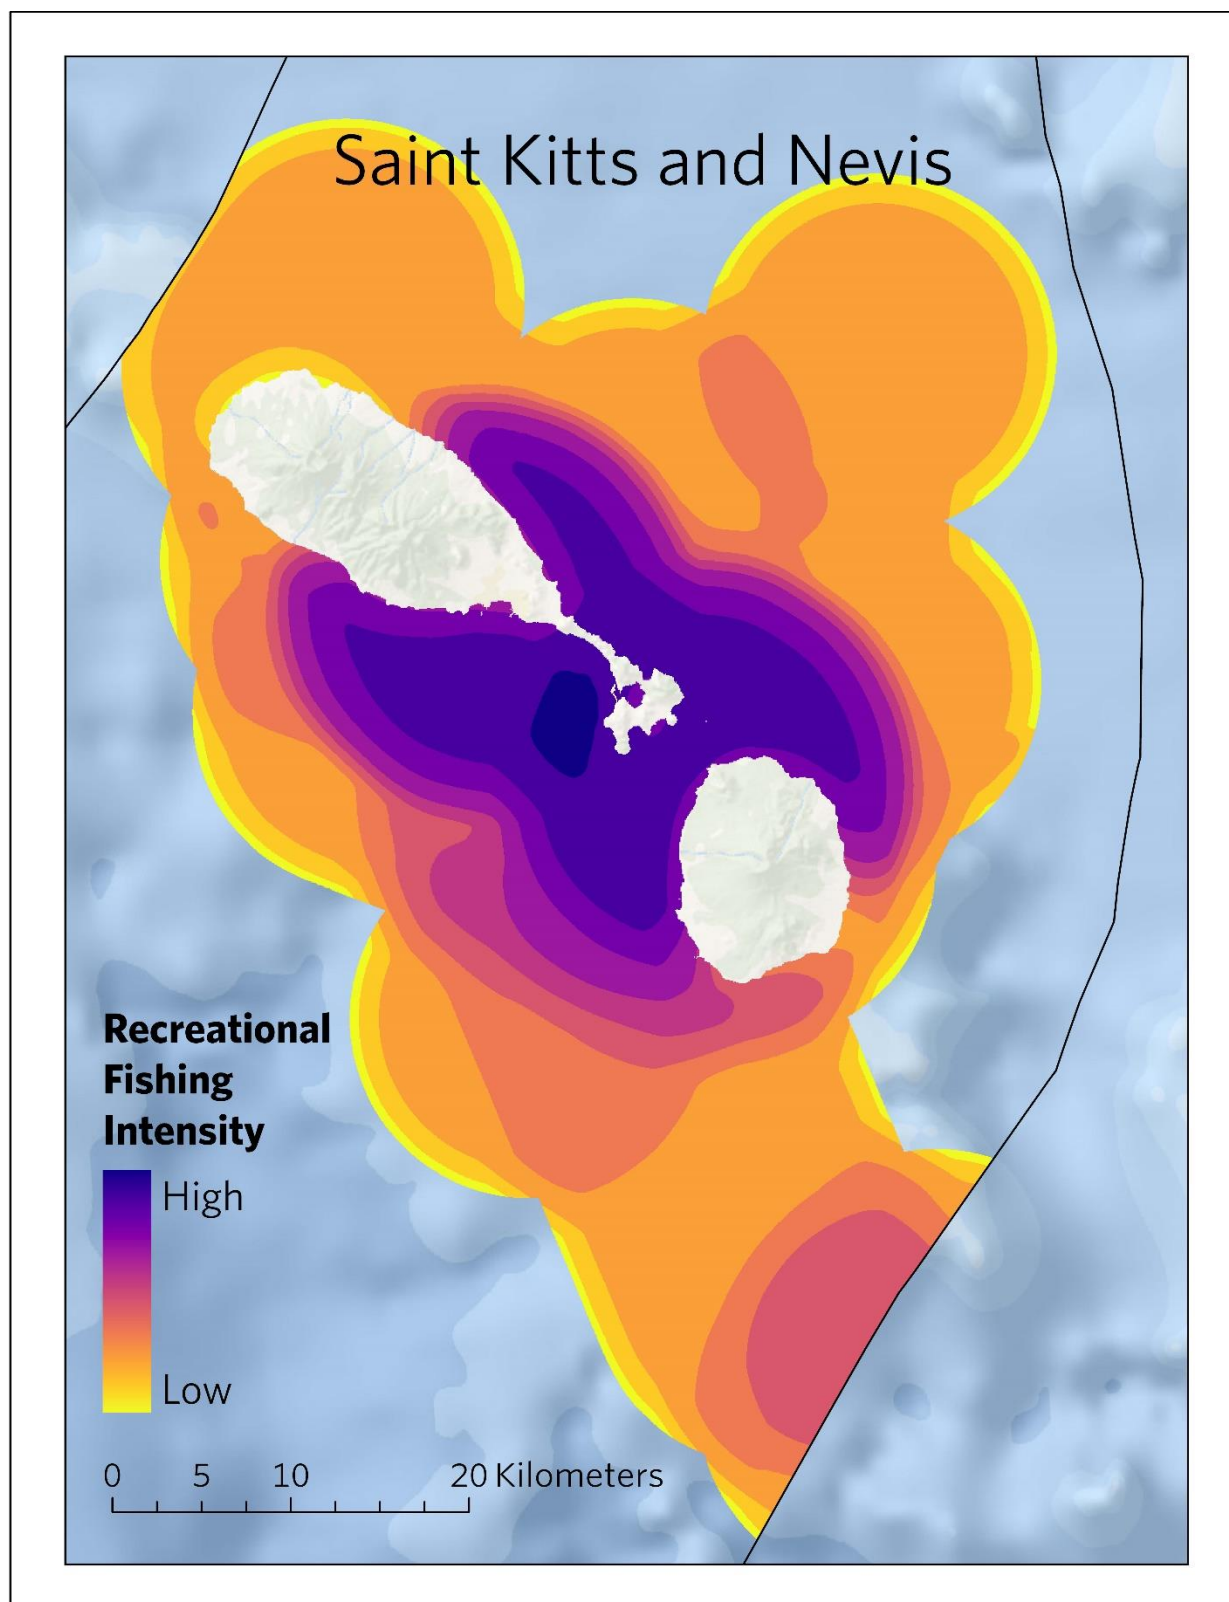 Saint Kitts and Nevis
Recreational
Fishing
Intensity
High
Low
0 5 10 20 Kilometers